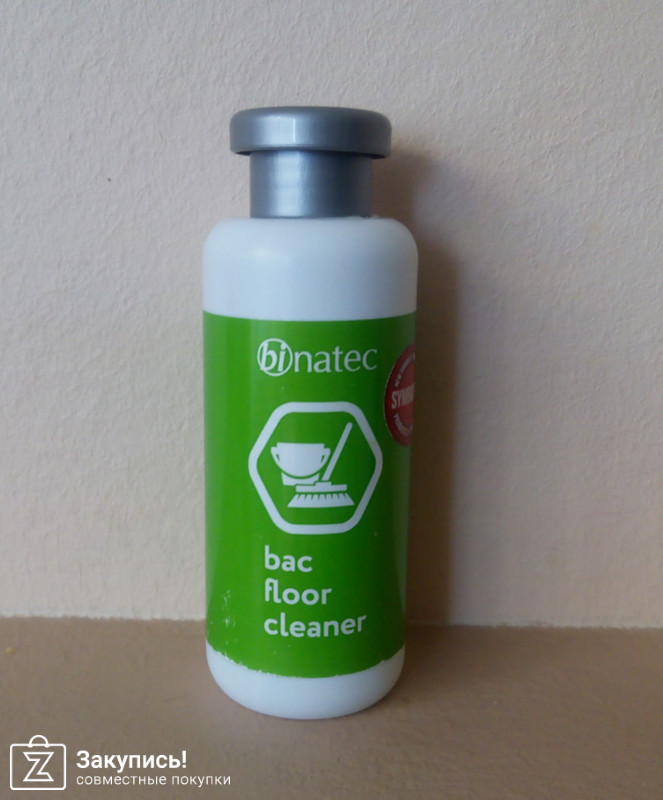 binatec
bac
floor
cleaner
Закупись!
совместные покупки